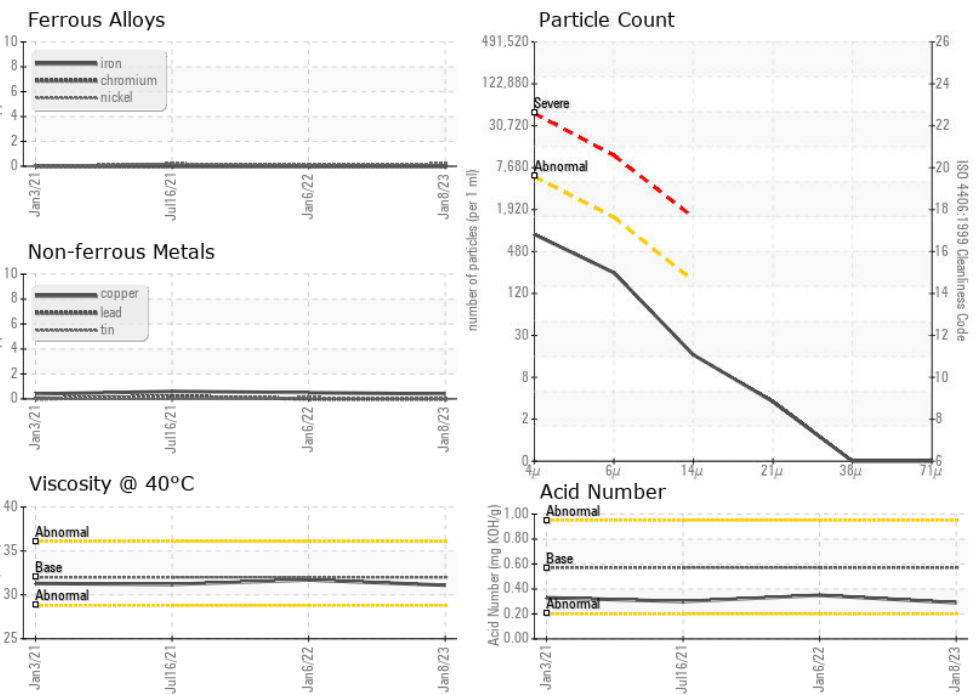 Ferrous Alloys
10
8
6
4
2
0
iron
chromium
nickel
Jan3/21
Jul16/21
Jan6/22
Jan8/23
Non-ferrous Metals
10
8
6
4
2
0
copper
lead
tin
Jan3/21
Jul16/21
Jan6/22
Jan8/23
Viscosity @ 40°C
40
35
30
25
Abnormal
Base
Abnormal
Jan3/21
Jul16/21
Jan6/22
Jan8/23
Particle Count
number of particles (per 1 ml)
491,520
122,880
30,720
7,680
1,920
480
120
30
8
2
0
Severe
Abnormal
26
24
22
20
18
16
14
12
10
8
6
ISO 4406:1999 Cleanliness Code
4µ
6µ
14µ
21µ
38µ
71µ
Acid Number
Acid Number (mg KOH/g)
1.00
0.80
0.60
0.40
0.20
0.00
Abnormal
Base
Abnormal
Jan3/21
Jul16/21
Jan6/22
Jan8/23